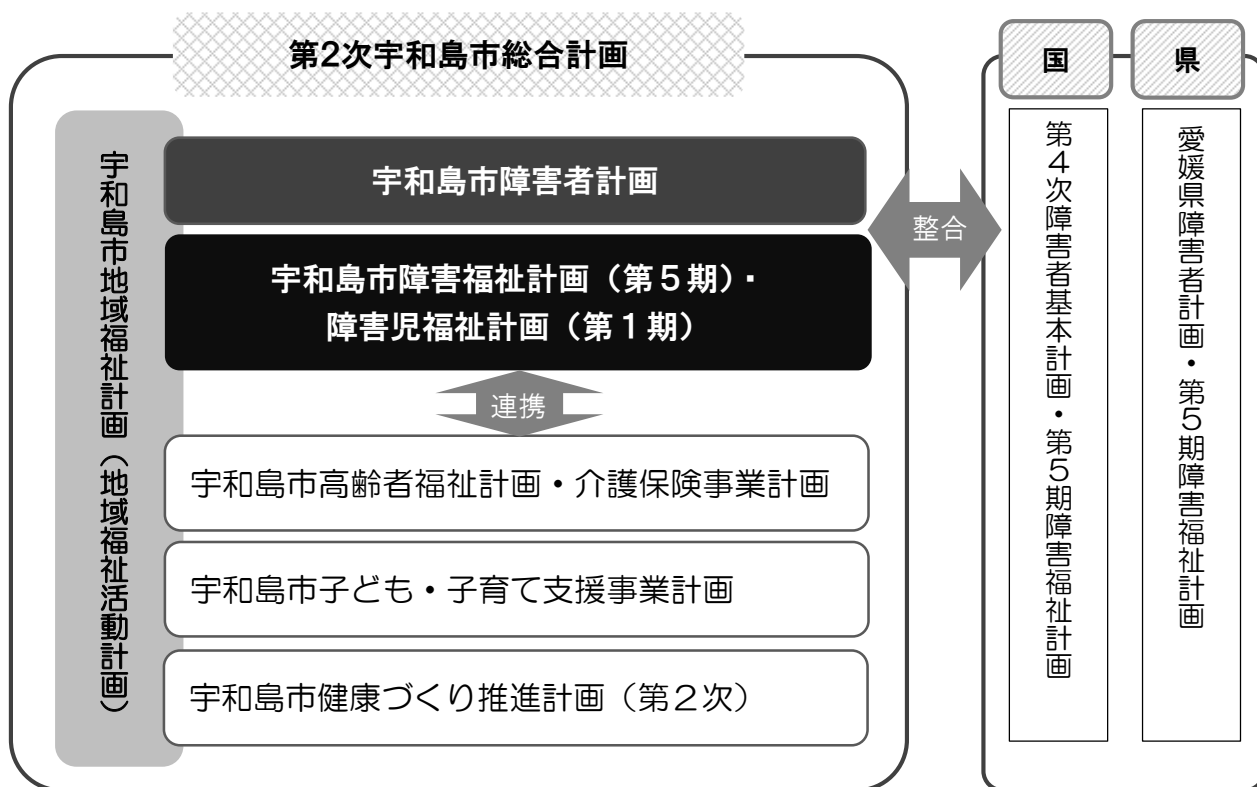 第2次宇和島市総合計画
宇和島市地域福祉計画（地域福祉活動計画）
宇和島市障害者計画
宇和島市障害福祉計画（第５期）・
障害児福祉計画（第１期）
連携
宇和島市高齢者福祉計画・介護保険事業計画
宇和島市子ども・子育て支援事業計画
宇和島市健康づくり推進計画（第２次）
整合
国
第４次障害者基本計画・第５期障害福祉計画
県
愛媛県障害者計画・第５期障害福祉計画